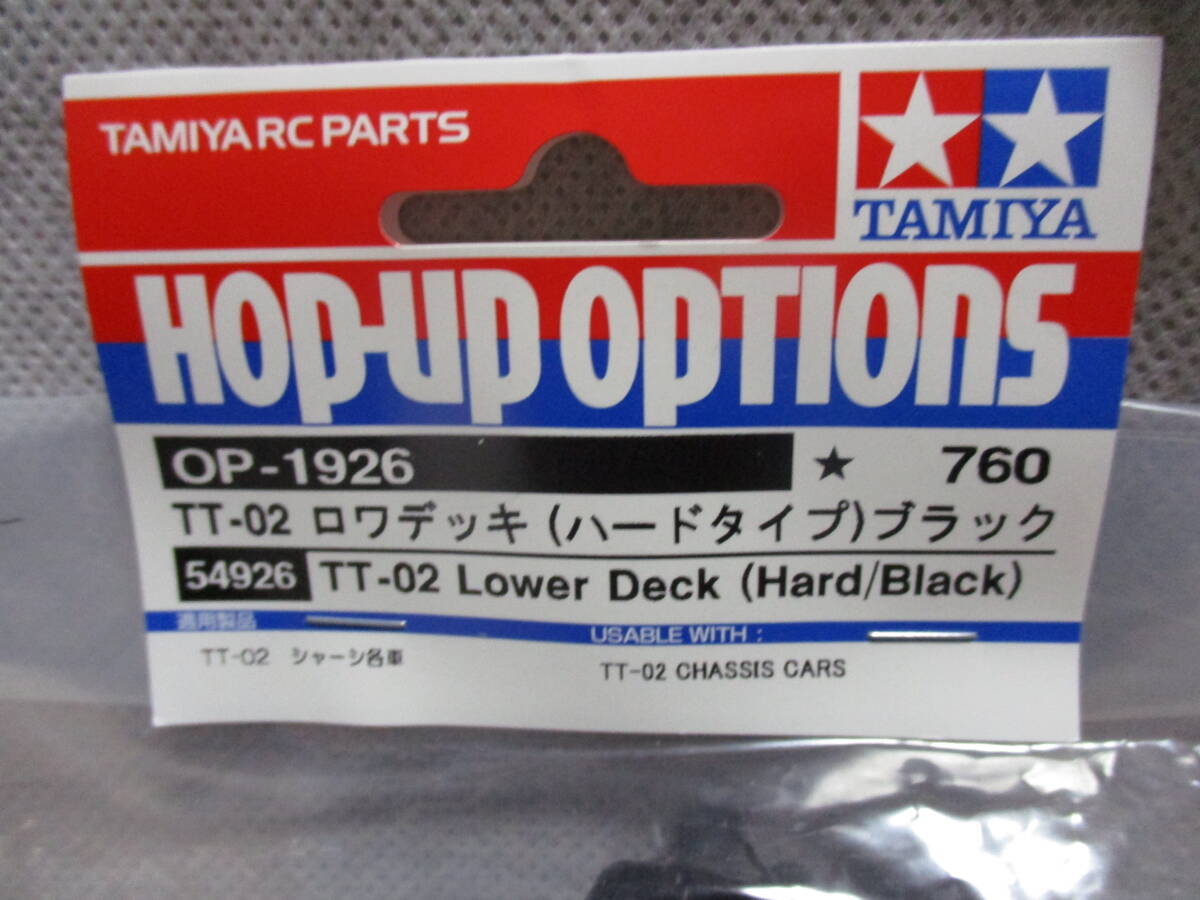 TAMIYA RC PARTS
TAMIYA
HOP-UP OPTIONS
OP-1926 ★ 760
TT-02 ロワデッキ (ハードタイプ)ブラック
54926 TT-02 Lower Deck (Hard/Black)
適用製品 USABLE WITH :
TT-02 シャーシ各車 TT-02 CHASSIS CARS